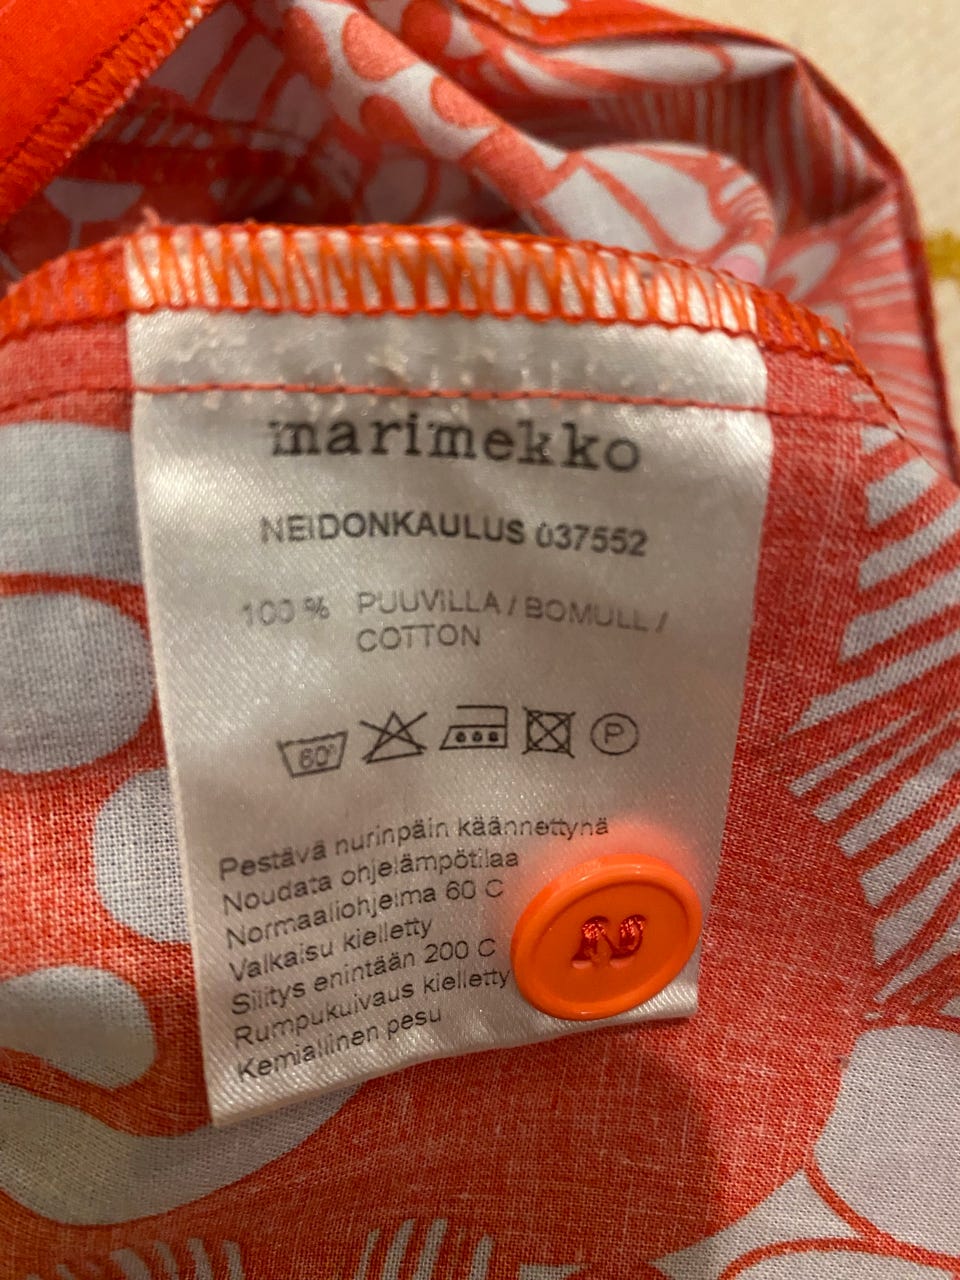 marimekko
NEIDONKAULUS 037552
100 % PUUVILLA / BOMULL /
COTTON
60°
P
Pestävä nurinpäin käännettynä
Noudata ohjelämpötilaa
Normaaliohjelma 60 C
Valkaisu kielletty
Silitys enintään 200 C
Rumpukuivaus kielletty
Kemiallinen pesu